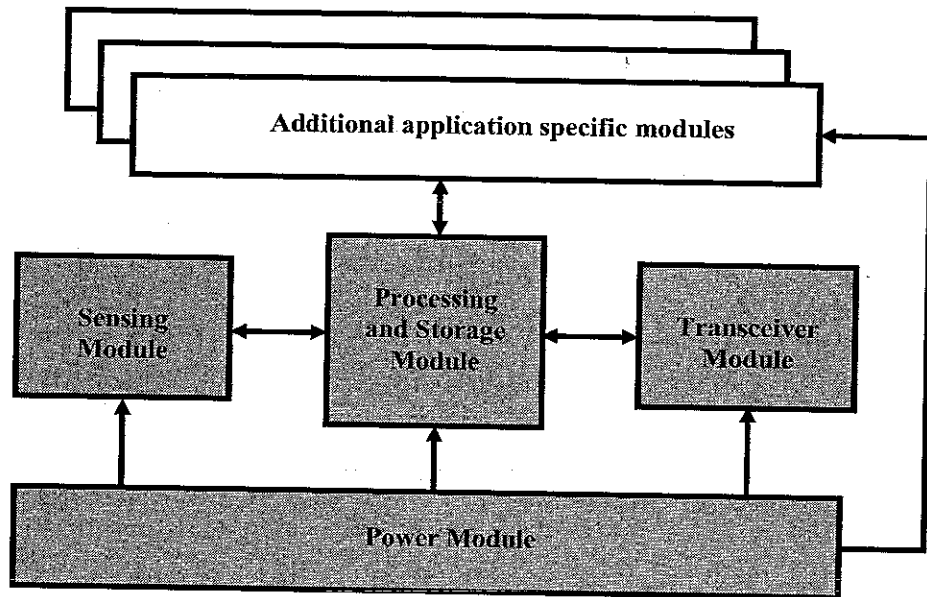 Additional application specific modules
Sensing
Module
Processing
and Storage
Module
Transceiver
Module
Power Module